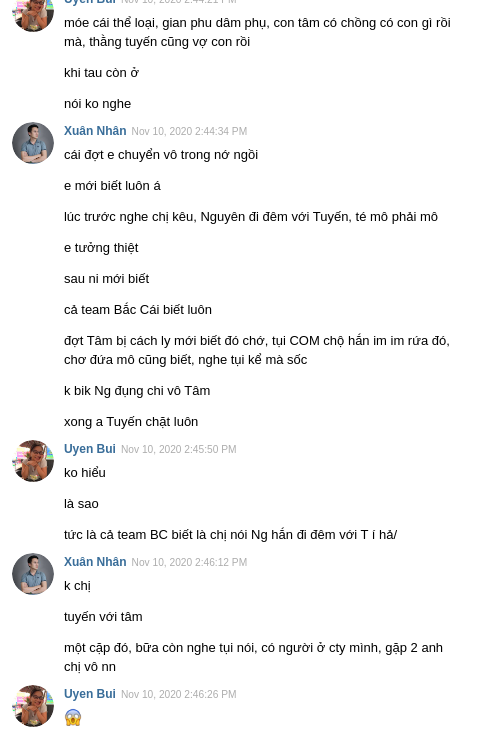 Uyen Bui Nov 10, 2020 2:44:21 PM
móe cái thể loại, gian phu dâm phụ, con tâm có chồng có con gì rồi
mà, thằng tuyến cũng vợ con rồi
khi tau còn ở
nói ko nghe
Xuân Nhân Nov 10, 2020 2:44:34 PM
cái đợt e chuyển vô trong nớ ngồi
e mới biết luôn á
lúc trước nghe chị kêu, Nguyên đi đêm với Tuyến, té mô phải mô
e tưởng thiệt
sau ni mới biết
cả team Bắc Cái biết luôn
đợt Tâm bị cách ly mới biết đó chớ, tụi COM chộ hắn im im rứa đó,
chơ đứa mô cũng biết, nghe tụi kể mà sốc
k bik Ng đụng chi vô Tâm
xong a Tuyến chặt luôn
Uyen Bui Nov 10, 2020 2:45:50 PM
ko hiểu
là sao
tức là cả team BC biết là chị nói Ng hắn đi đêm với T í hả/
Xuân Nhân Nov 10, 2020 2:46:12 PM
k chị
tuyến với tâm
một cặp đó, bữa còn nghe tụi nói, có người ở cty mình, gặp 2 anh
chị vô nn
Uyen Bui Nov 10, 2020 2:46:26 PM